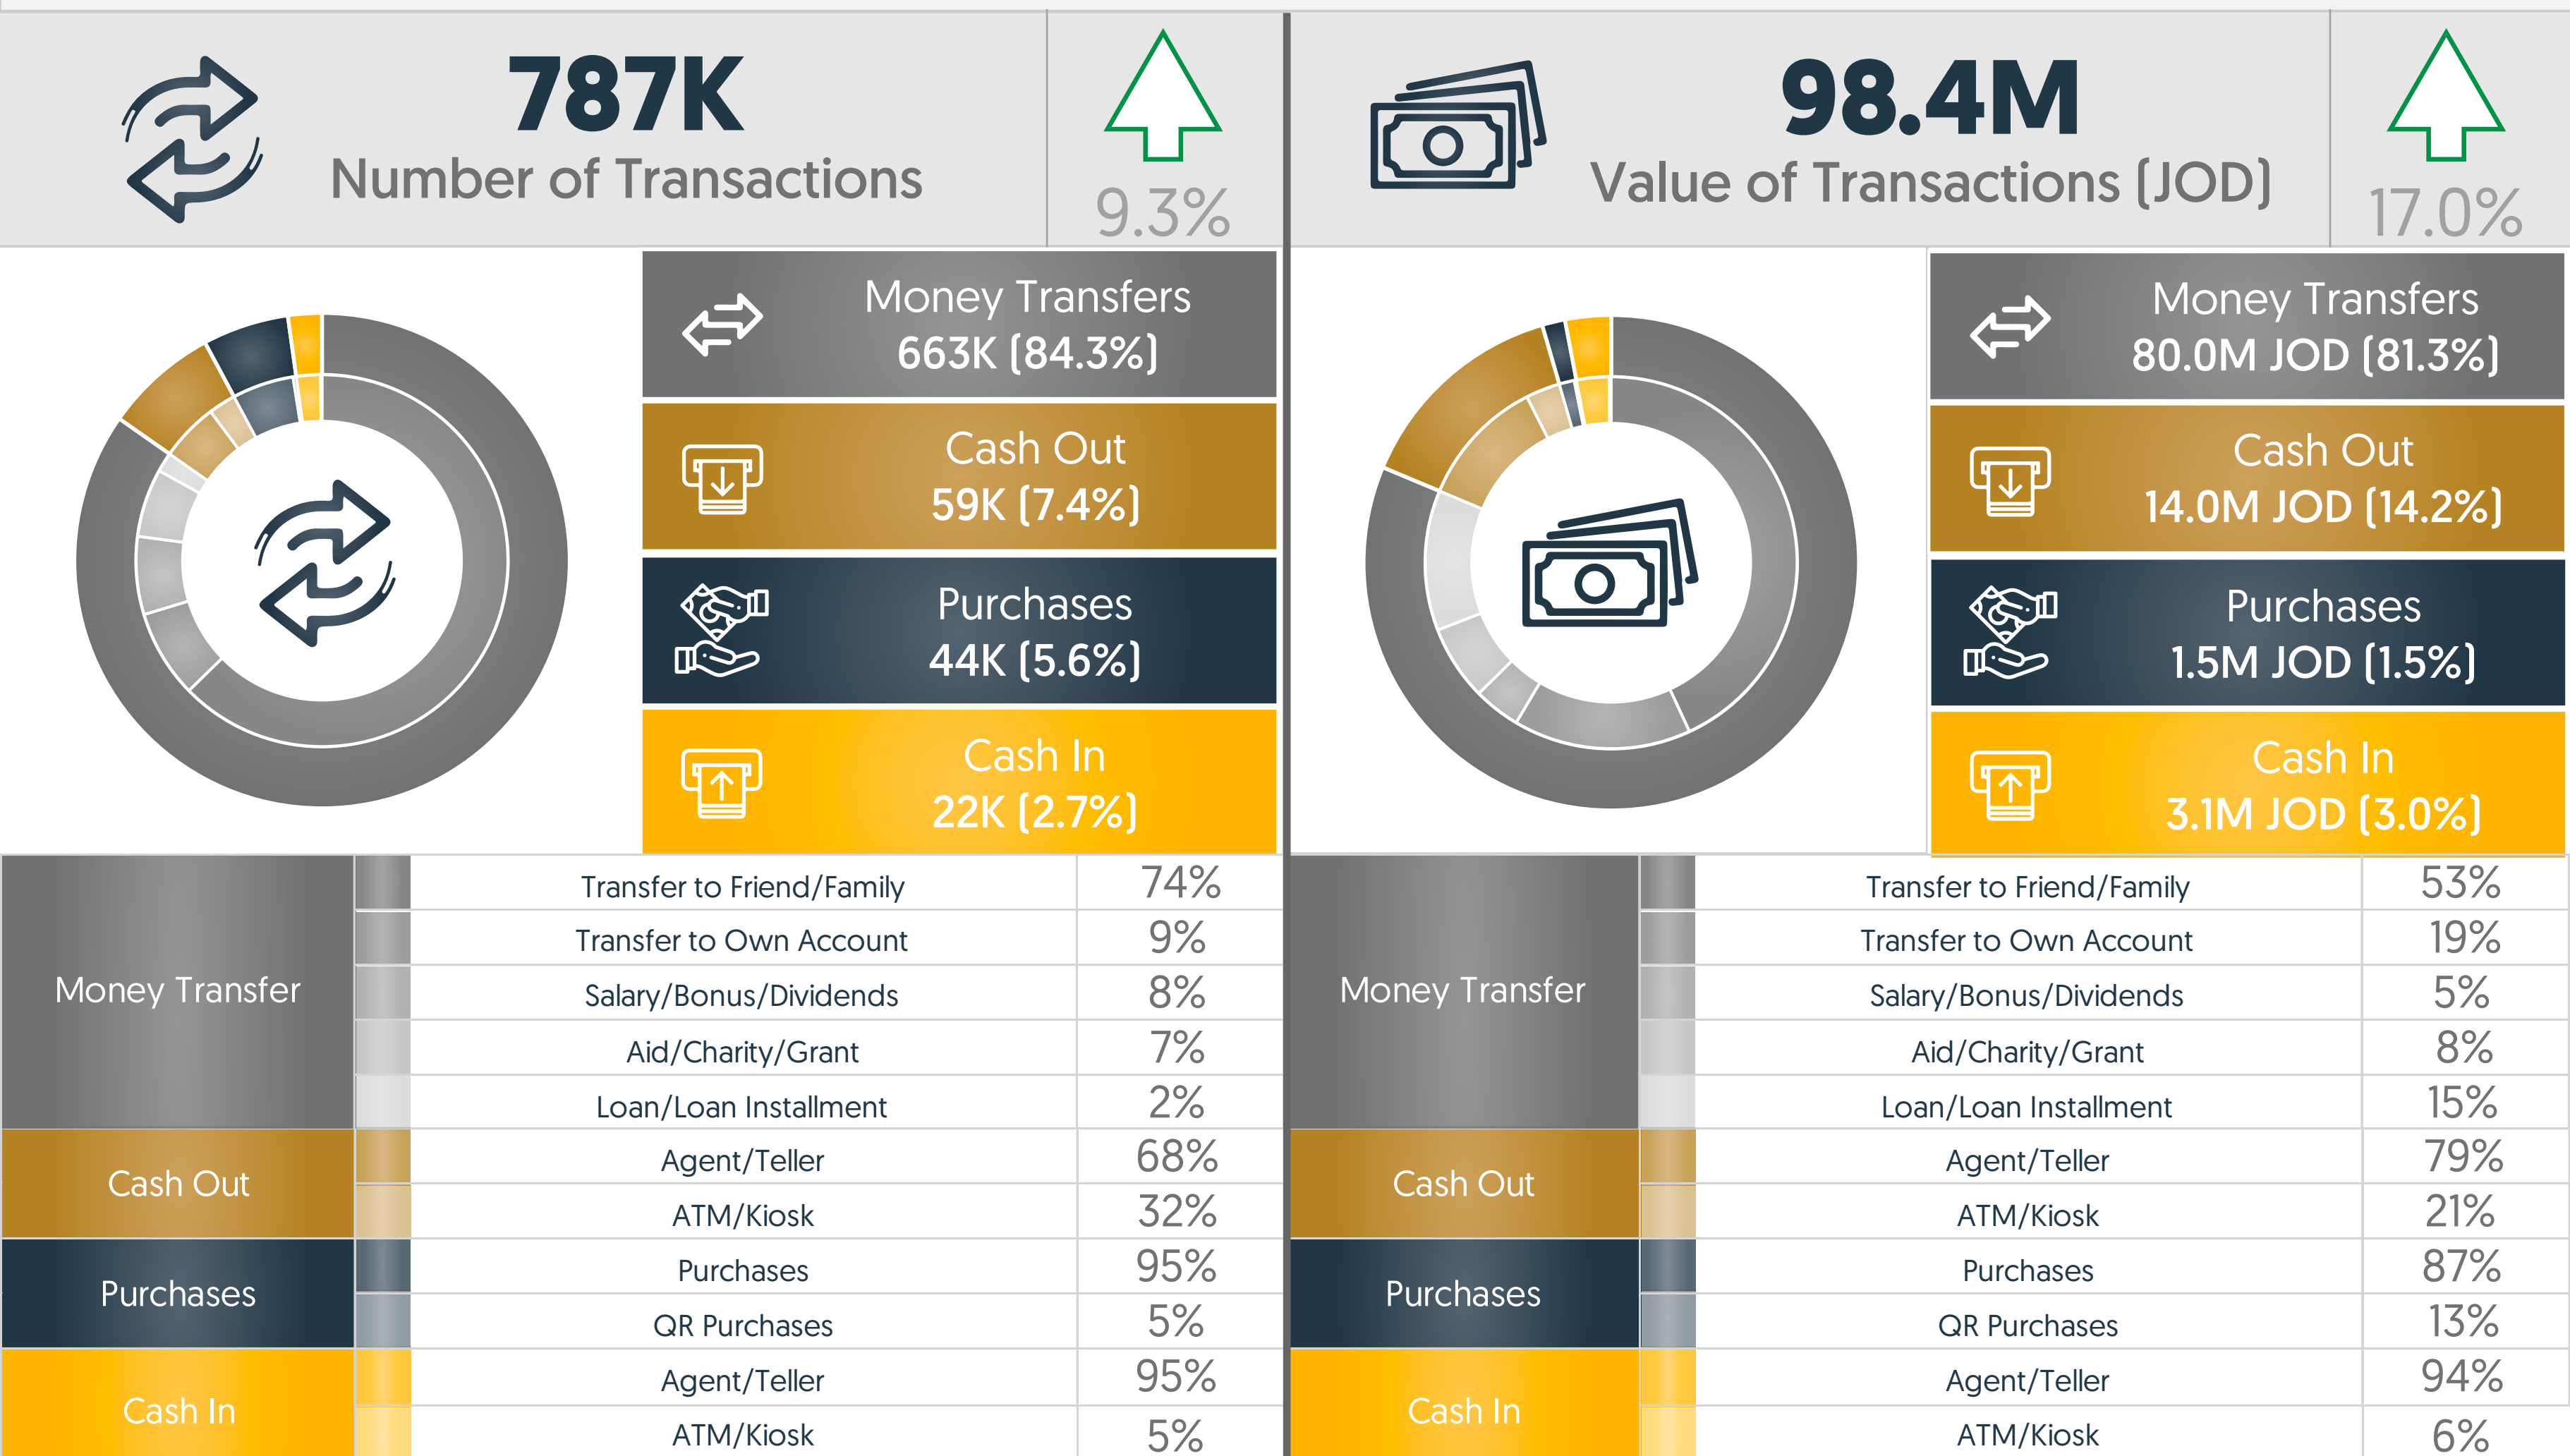 787K
Number of Transactions
9.3%
Money Transfers
663K (84.3%)
Cash Out
59K (7.4%)
Purchases
44K (5.6%)
Cash In
22K (2.7%)
Money Transfer
Transfer to Friend/Family 74%
Transfer to Own Account 9%
Salary/Bonus/Dividends 8%
Aid/Charity/Grant 7%
Loan/Loan Installment 2%
Cash Out
Agent/Teller 68%
ATM/Kiosk 32%
Purchases
Purchases 95%
QR Purchases 5%
Cash In
Agent/Teller 95%
ATM/Kiosk 5%
98.4M
Value of Transactions (JOD)
17.0%
Money Transfers
80.0M JOD (81.3%)
Cash Out
14.0M JOD (14.2%)
Purchases
1.5M JOD (1.5%)
Cash In
3.1M JOD (3.0%)
Money Transfer
Transfer to Friend/Family 53%
Transfer to Own Account 19%
Salary/Bonus/Dividends 5%
Aid/Charity/Grant 8%
Loan/Loan Installment 15%
Cash Out
Agent/Teller 79%
ATM/Kiosk 21%
Purchases
Purchases 87%
QR Purchases 13%
Cash In
Agent/Teller 94%
ATM/Kiosk 6%